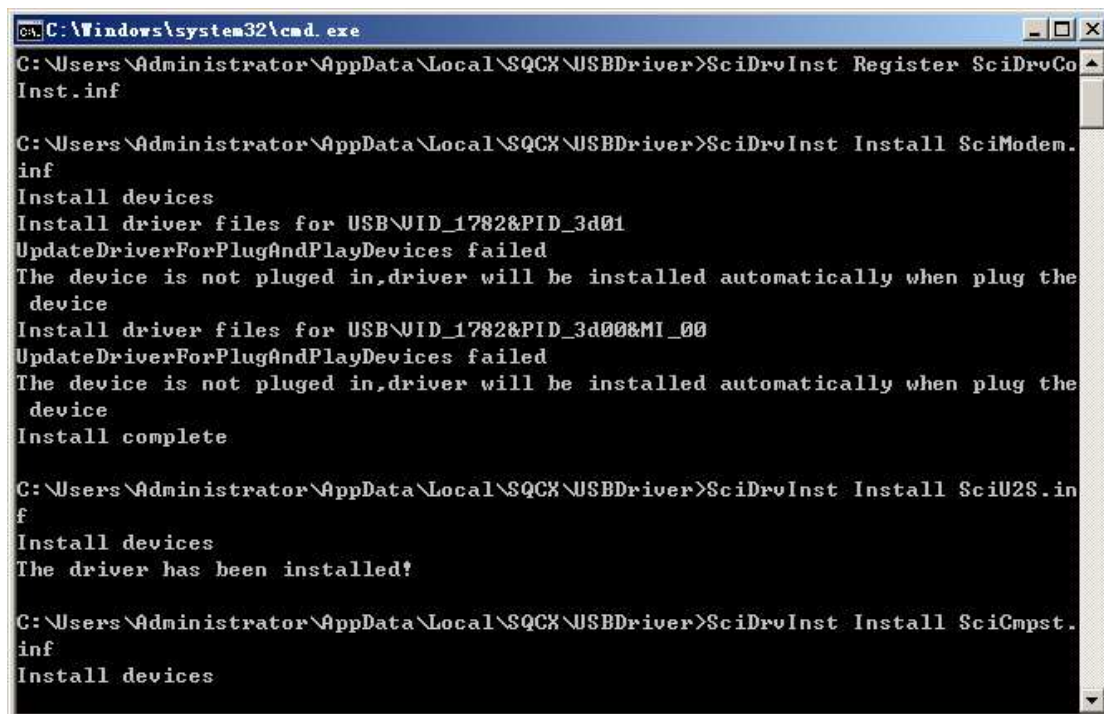 C:\Windows\system32\cmd.exe
C:\Users\Administrator\AppData\Local\SQCX\USBDriver>SciDrvInst Register SciDrvCo
Inst.inf
C:\Users\Administrator\AppData\Local\SQCX\USBDriver>SciDrvInst Install SciModem.
inf
Install devices
Install driver files for USB\VID_1782&PID_3d01
UpdateDriverForPlugAndPlayDevices failed
The device is not pluged in,driver will be installed automatically when plug the
 device
Install driver files for USB\VID_1782&PID_3d00&MI_00
UpdateDriverForPlugAndPlayDevices failed
The device is not pluged in,driver will be installed automatically when plug the
 device
Install complete
C:\Users\Administrator\AppData\Local\SQCX\USBDriver>SciDrvInst Install SciU2S.in
f
Install devices
The driver has been installed!
C:\Users\Administrator\AppData\Local\SQCX\USBDriver>SciDrvInst Install SciCmpst.
inf
Install devices